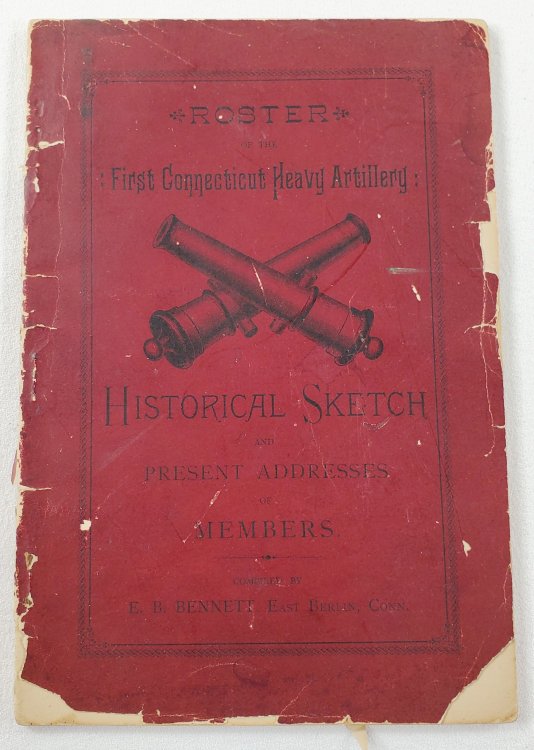 ROSTER
OF THE
First Connecticut Heavy Artillery
HISTORICAL SKETCH
AND
PRESENT ADDRESSES
OF
MEMBERS.
COMPILED BY
E. B. BENNETT, EAST BERLIN, CONN.